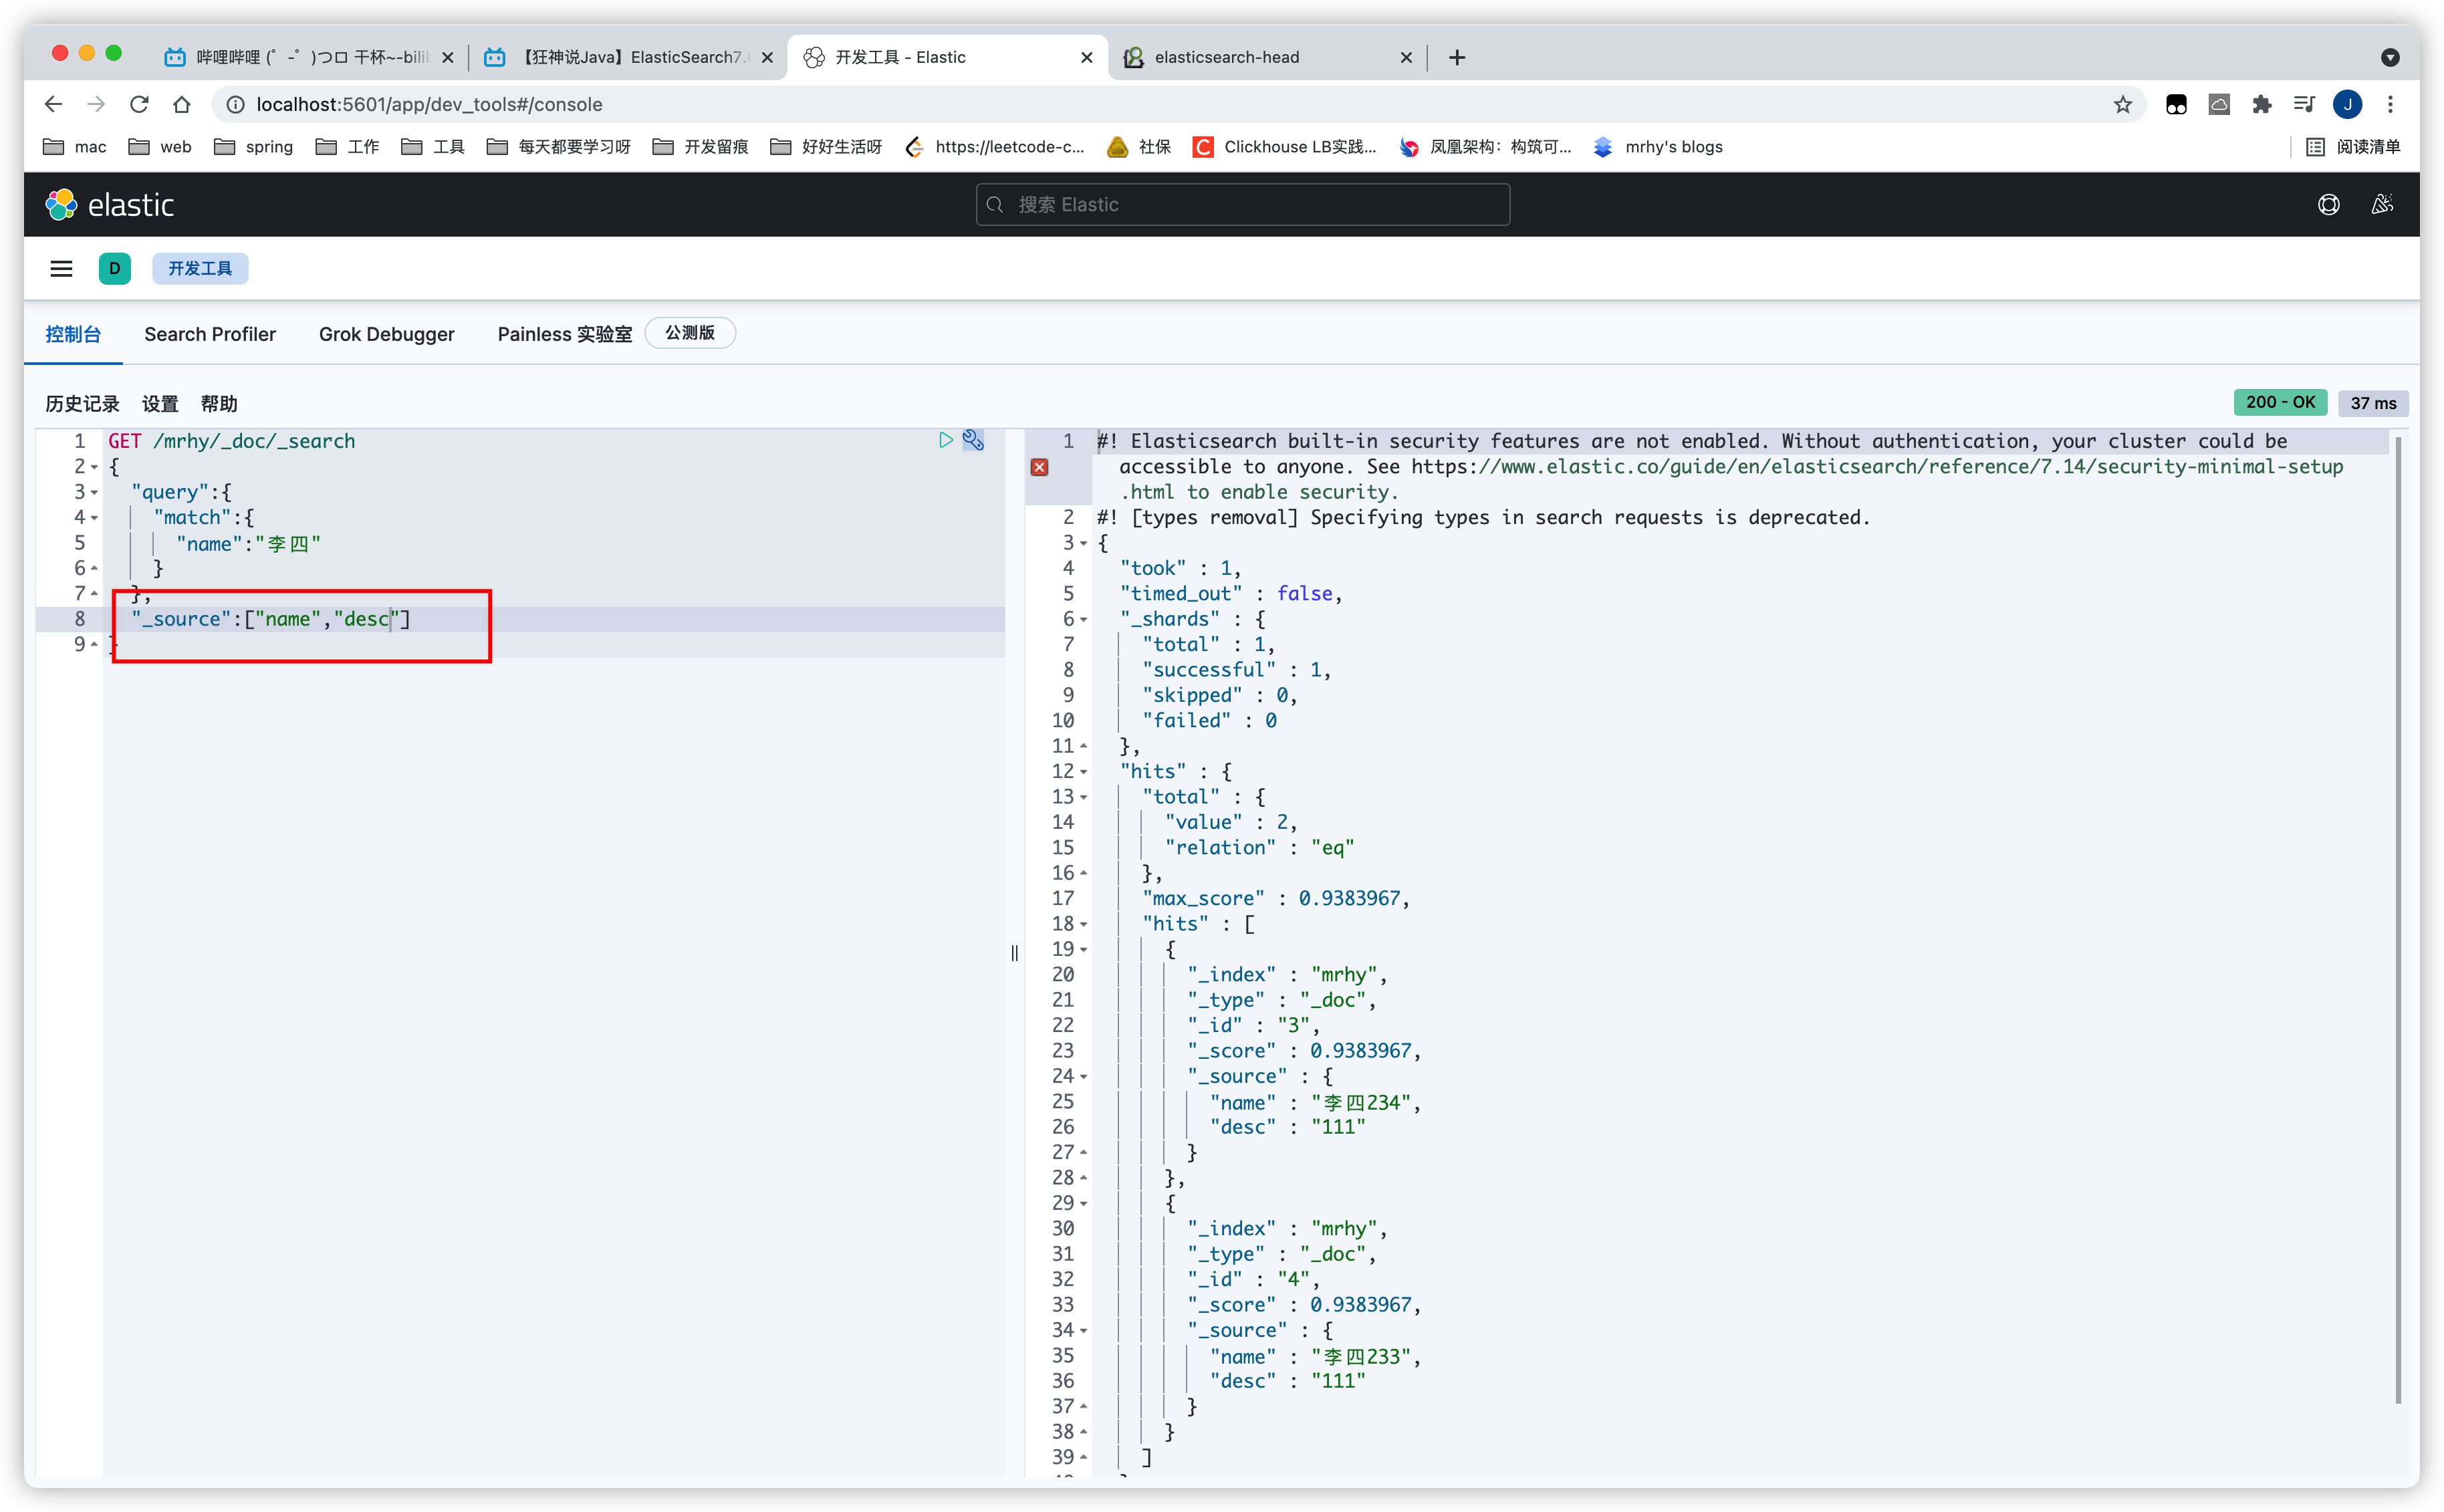 哔哩哔哩 (゜-゜)つロ 干杯~-bili
【狂神说Java】ElasticSearch7.
开发工具 - Elastic
elasticsearch-head
localhost:5601/app/dev_tools#/console
J
mac
web
spring
工作
工具
每天都要学习呀
开发留痕
好好生活呀
https://leetcode-c...
社保
Clickhouse LB实践...
凤凰架构：构筑可...
mrhy's blogs
阅读清单
elastic
搜索 Elastic
D
开发工具
控制台
Search Profiler
Grok Debugger
Painless 实验室
公测版
历史记录
设置
帮助
200 - OK
37 ms
1 GET /mrhy/_doc/_search
2 {
3 "query":{
4 "match":{
5 "name":"李四"
6 }
7 },
8 "_source":["name","desc"]
9 }
1 #! Elasticsearch built-in security features are not enabled. Without authentication, your cluster could be
accessible to anyone. See https://www.elastic.co/guide/en/elasticsearch/reference/7.14/security-minimal-setup
.html to enable security.
2 #! [types removal] Specifying types in search requests is deprecated.
3 {
4 "took" : 1,
5 "timed_out" : false,
6 "_shards" : {
7 "total" : 1,
8 "successful" : 1,
9 "skipped" : 0,
10 "failed" : 0
11 },
12 "hits" : {
13 "total" : {
14 "value" : 2,
15 "relation" : "eq"
16 },
17 "max_score" : 0.9383967,
18 "hits" : [
19 {
20 "_index" : "mrhy",
21 "_type" : "_doc",
22 "_id" : "3",
23 "_score" : 0.9383967,
24 "_source" : {
25 "name" : "李四234",
26 "desc" : "111"
27 }
28 },
29 {
30 "_index" : "mrhy",
31 "_type" : "_doc",
32 "_id" : "4",
33 "_score" : 0.9383967,
34 "_source" : {
35 "name" : "李四233",
36 "desc" : "111"
37 }
38 }
39 ]